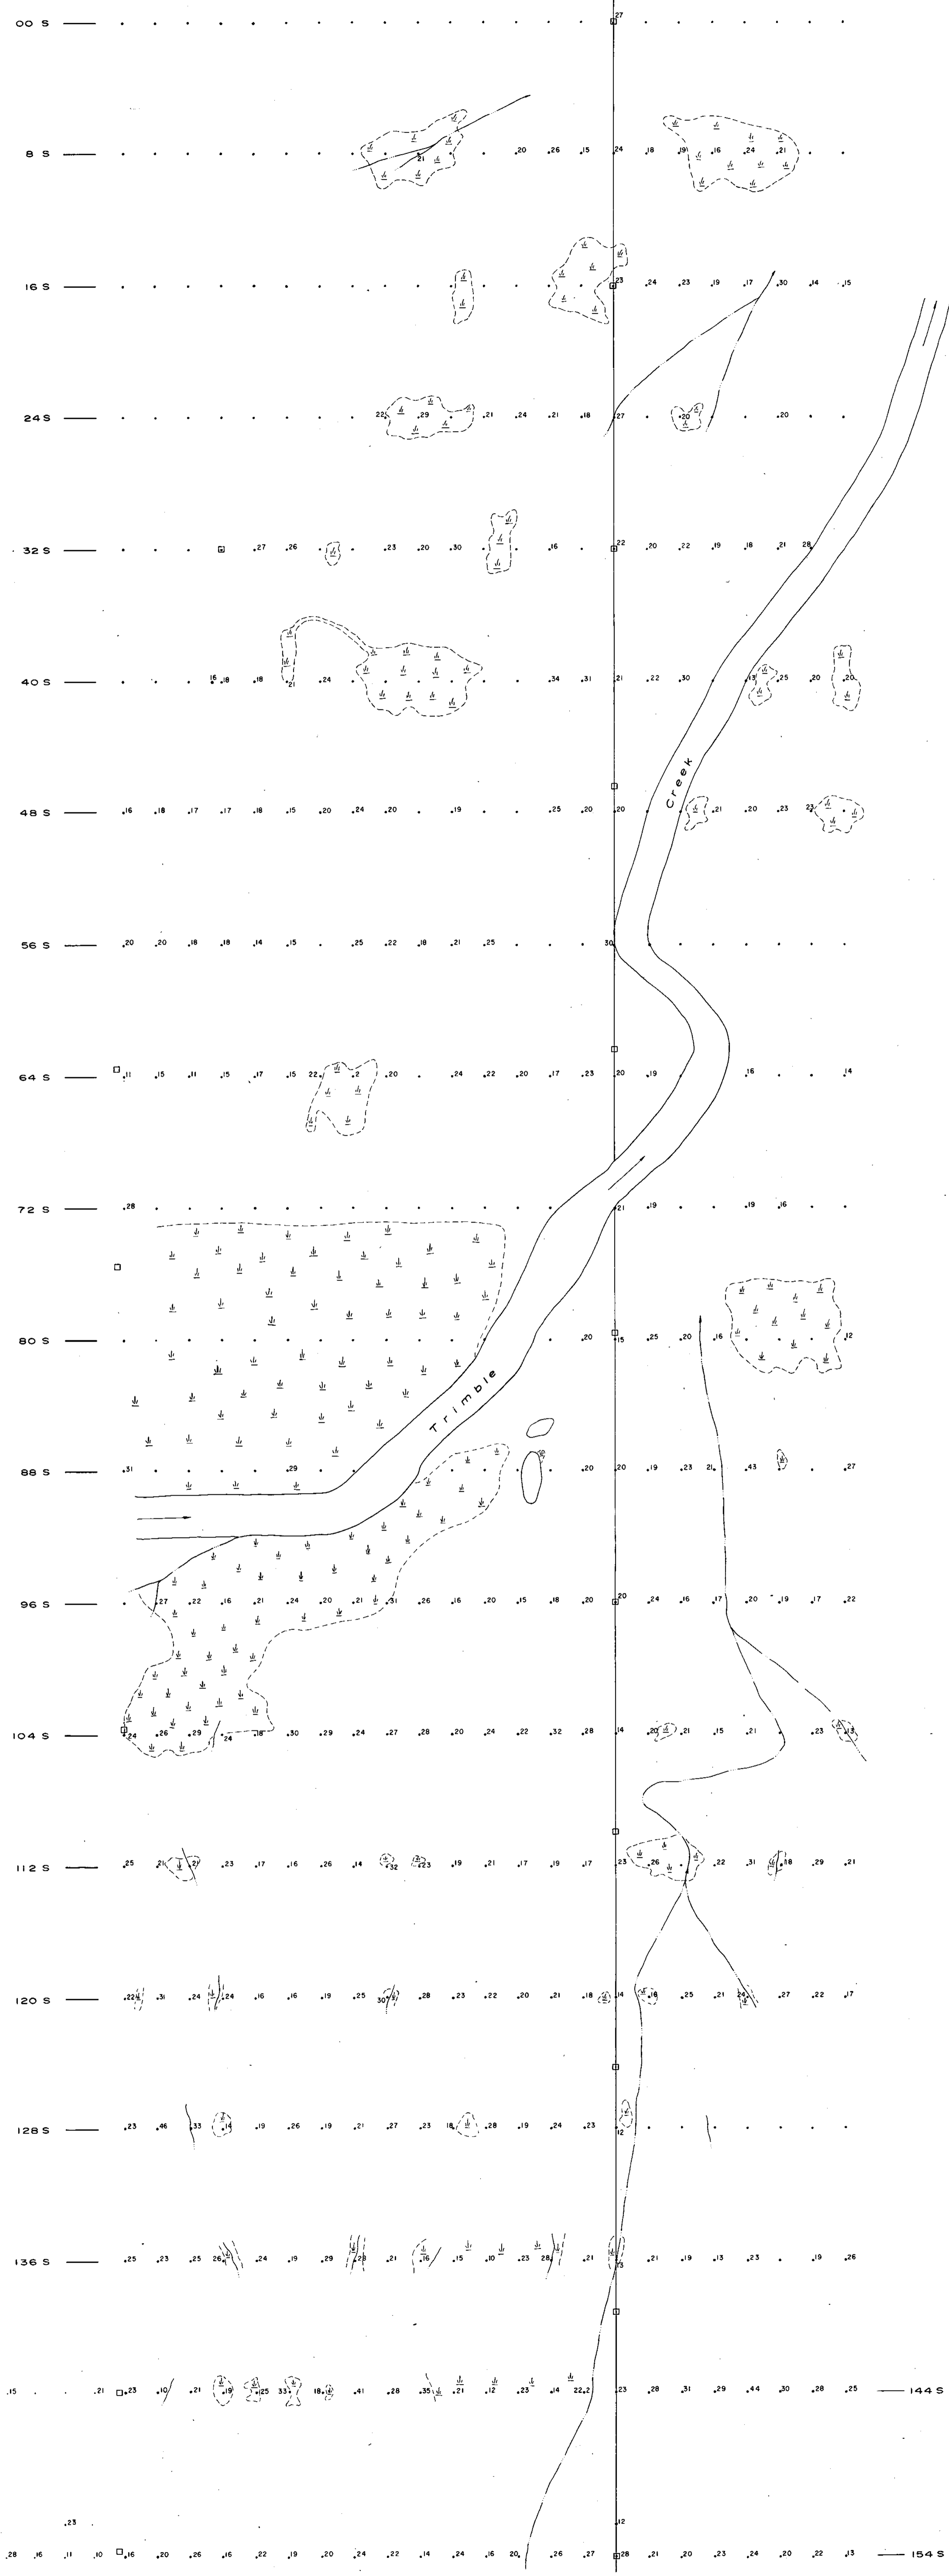 27
00 S
8 S .21 .20 .26 .15 24 .18 .19 .16 .24 .21
16 S 23 .24 .23 .19 .17 .30 .14 .15
24 S 22. .29 .21 .24 .21 .18 27 .20 .20
32 S .27 .26 .23 .20 .30 .16 22 .20 .22 .19 .18 .21 28.
40 S 16 .18 .18 .21 .24 .34 .31 .21 .22 .30 .13 .25 .20 .20
Creek
48 S .16 .18 .17 .17 .18 .15 .20 .24 .20 .19 .25 .20 .20 .21 .20 .23 23.
56 S .20 .20 .18 .18 .14 .15 .25 .22 .18 .21 .25 30
64 S .11 .15 .11 .15 .17 .15 22. .2 .20 .24 .22 .20 .17 .23 .20 .19 .16 .14
72 S .28 .21 .19 .19 .16
80 S .20 .15 .25 .20 .16 .12
Trimble
88 S .31 .29 .20 .20 .19 .23 21. .43 .27
96 S .27 .22 .16 .21 .24 .20 .21 .31 .26 .16 .20 .15 .18 20 .24 .16 .17 .20 .19 .17 .22
104 S .24 .26 .29 .24 .18 .30 .29 .24 .27 .28 .20 .24 .22 .32 .28 .14 .20 .21 .15 .21 .23 .13
112 S .25 .21 .27 .23 .17 .16 .26 .14 .32 .23 .19 .21 .17 .19 .17 .23 .26 .22 .31 .18 .29 .21
120 S .22 .31 .24 .24 .16 .16 .19 .25 30. .28 .23 .22 .20 .21 .18 .14 .18 .25 .21 24. .27 .22 .17
128 S .23 .46 .33 .14 .19 .26 .19 .21 .27 .23 18. .28 .19 .24 .23 .12
136 S .25 .23 .25 26. .24 .19 .29 .28 .21 .16 .15 .10 .23 28. .21 .13 .21 .19 .13 .23 .19 .26
.15 .21 .23 .10 .21 .19 .25 33. 18. .41 .28 .35 .21 .12 .23 .14 22.2 .23 .28 .31 .29 .44 .30 .28 .25 144 S
.23 .12
.28 .16 .11 .10 .16 .20 .26 .16 .22 .19 .22 .20 .22 .14 .22 .16 20. .26 .27 .28 .21 .20 .23 .20 .22 .23 .13 154 S